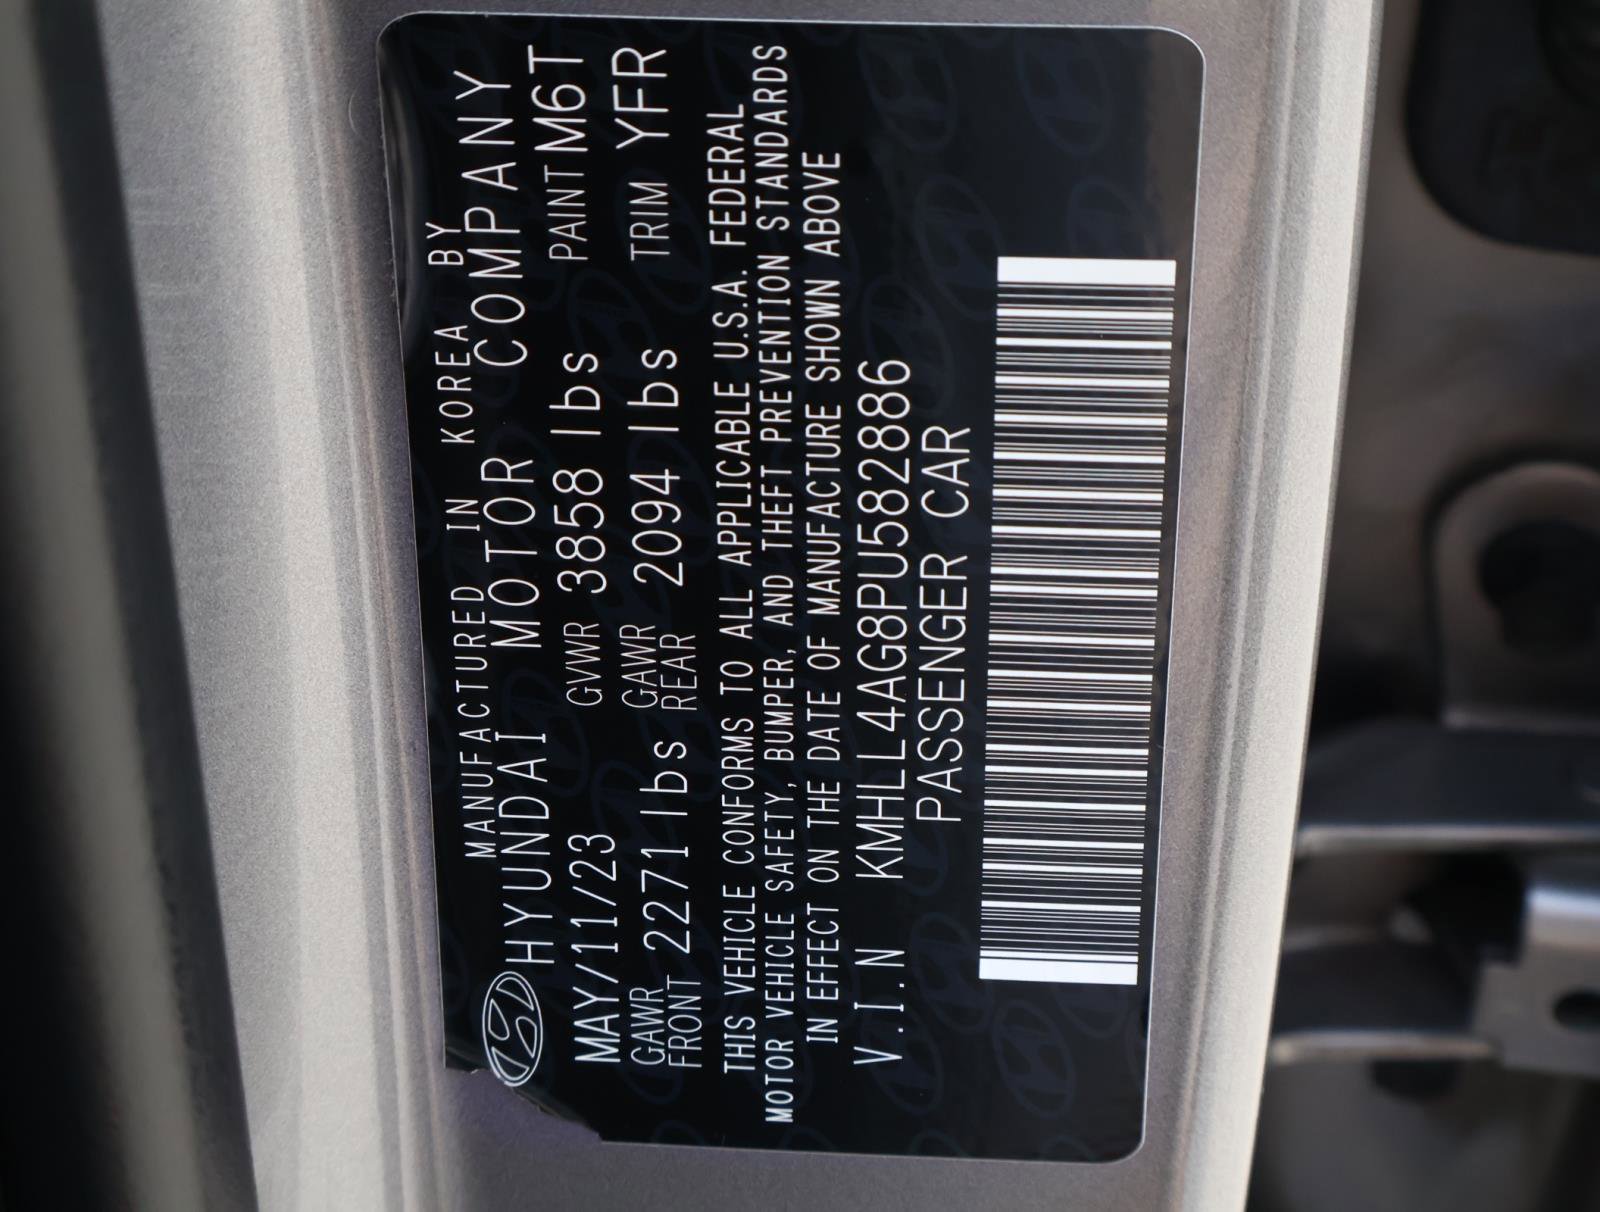 MANUFACTURED IN KOREA BY
HYUNDAI MOTOR COMPANY
MAY/11/23 GVWR 3858 lbs PAINT M6T
GAWR FRONT 2271 lbs GAWR REAR 2094 lbs TRIM YFR
THIS VEHICLE CONFORMS TO ALL APPLICABLE U.S.A. FEDERAL
MOTOR VEHICLE SAFETY, BUMPER, AND THEFT PREVENTION STANDARDS
IN EFFECT ON THE DATE OF MANUFACTURE SHOWN ABOVE
V.I.N KMHLL4AG8PU582886
PASSENGER CAR